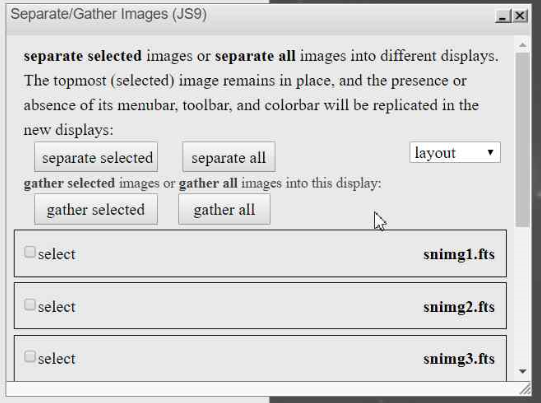 Separate/Gather Images (JS9)
separate selected images or separate all images into different displays.
The topmost (selected) image remains in place, and the presence or
absence of its menubar, toolbar, and colorbar will be replicated in the
new displays:
separate selected separate all layout
gather selected images or gather all images into this display:
gather selected gather all
select snimg1.fts
select snimg2.fts
select snimg3.fts